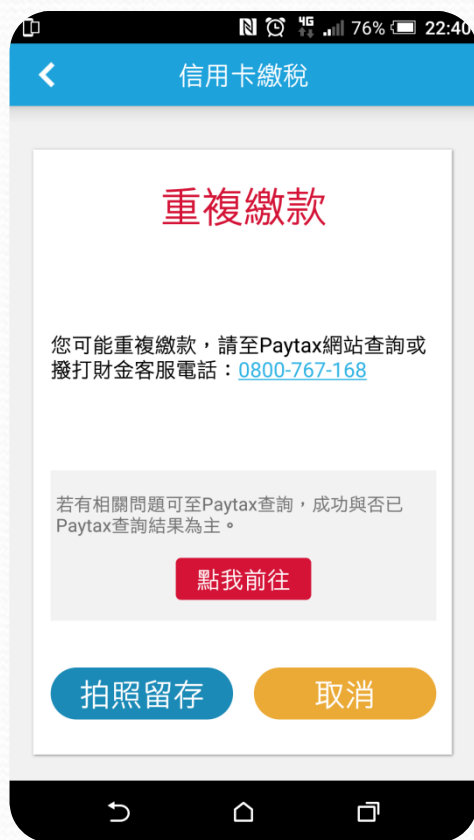 4G 76% 22:40
信用卡繳稅
重複繳款
您可能重複繳款，請至Paytax網站查詢或
撥打財金客服電話：0800-767-168
若有相關問題可至Paytax查詢，成功與否已
Paytax查詢結果為主。
點我前往
拍照留存 取消